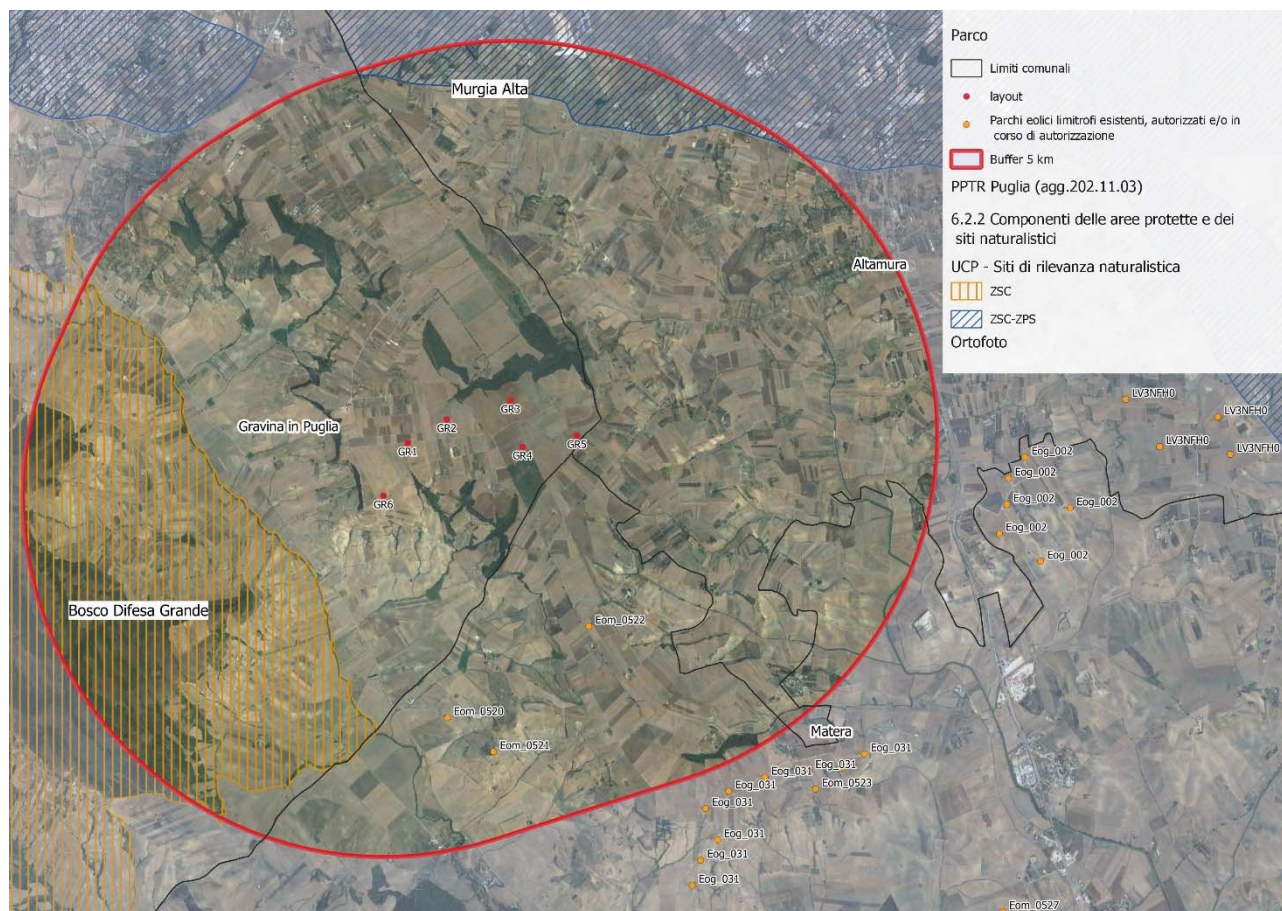 Parco
Limiti comunali
layout
Parchi eolici limitrofi esistenti, autorizzati e/o in
corso di autorizzazione
Buffer 5 km
PPTR Puglia (agg.202.11.03)
6.2.2 Componenti delle aree protette e dei
siti naturalistici
UCP - Siti di rilevanza naturalistica
ZSC
ZSC-ZPS
Ortofoto
Murgia Alta
Altamura
LV3NFH0
LV3NFH0
GR3
GR2
Gravina in Puglia
GR1
GR4
GR5
LV3NFH0
LV3NFH0
Eog_002
Eog_002
GR6
Eog_002
Eog_002
Eog_002
Eog_002
Bosco Difesa Grande
Eom_0522
Eom_0520
Eom_0521
Matera
Eog_031
Eog_031
Eog_031
Eom_0523
Eog_031
Eog_031
Eog_031
Eog_031
Eog_031
Eom_0527